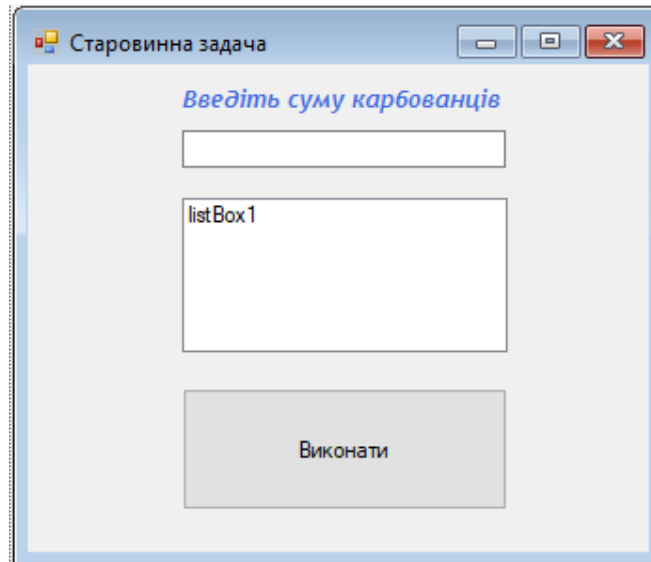 Старовинна задача
Введіть суму карбованців
listBox1
Виконати